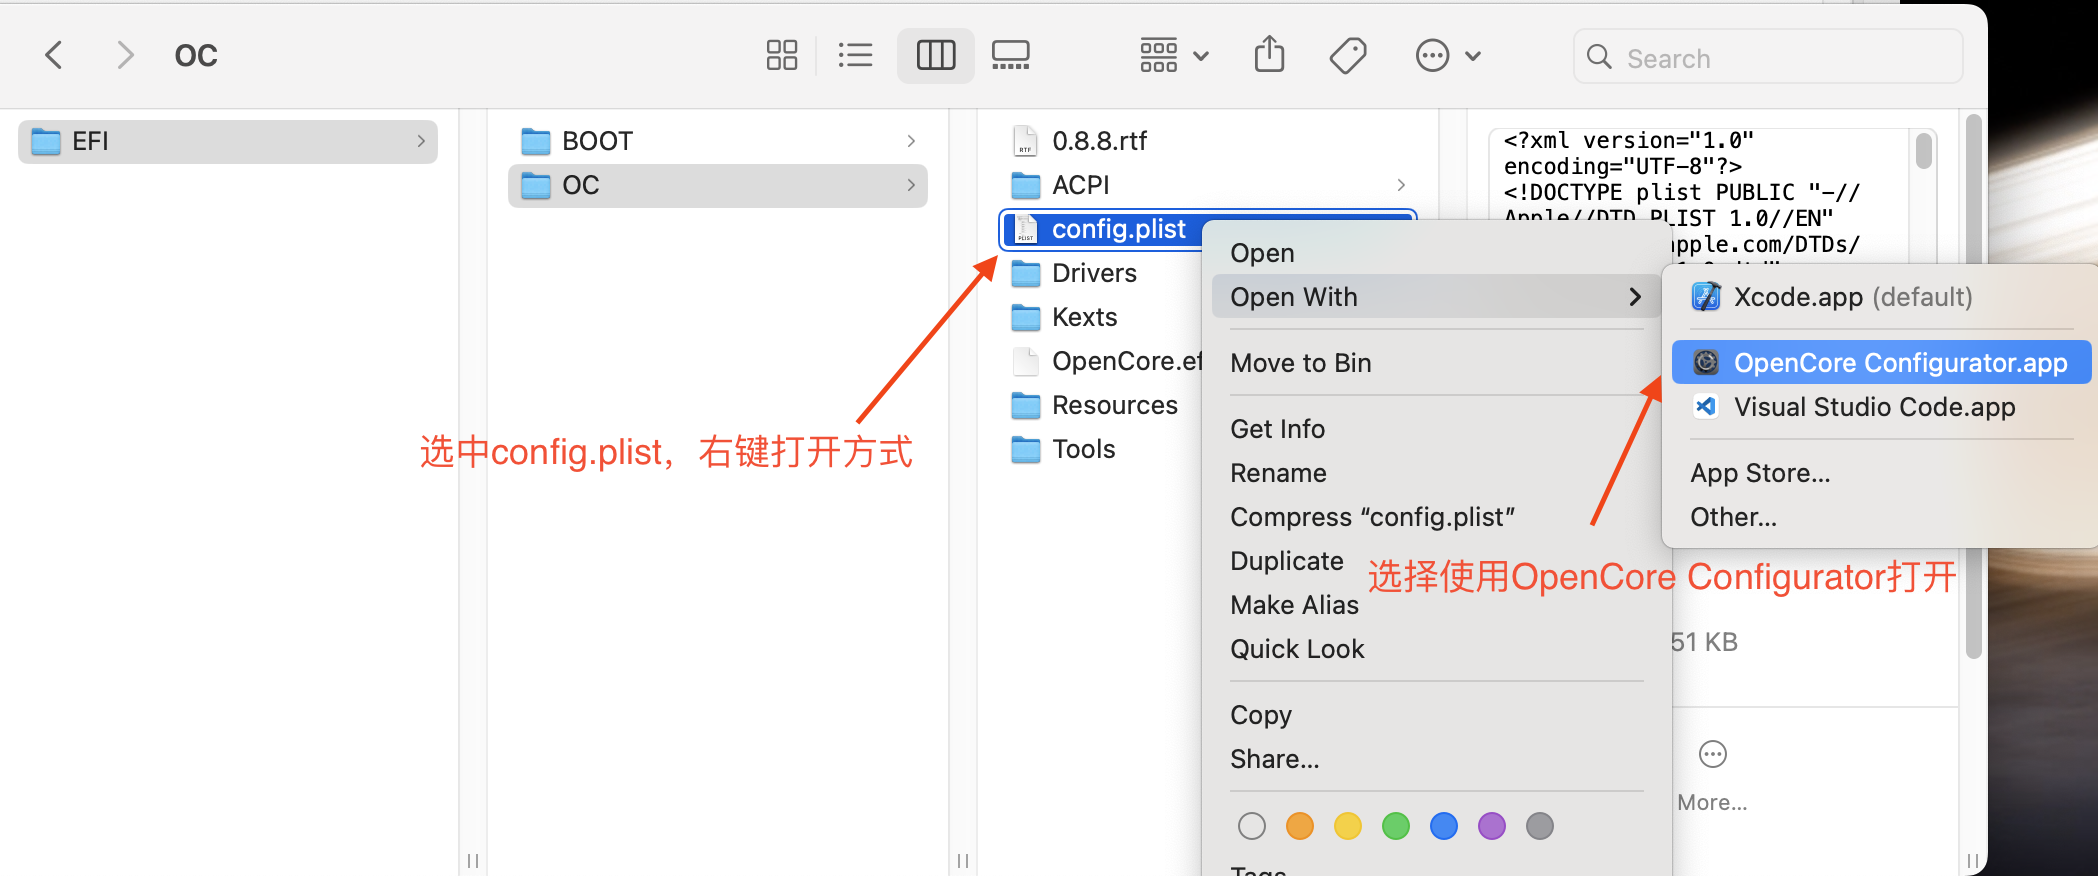 OC
Search
EFI
BOOT
OC
RTF
0.8.8.rtf
ACPI
PLIST
config.plist
Drivers
Kexts
OpenCore.ef
Resources
Tools
<?xml version="1.0"
encoding="UTF-8"?>
<!DOCTYPE plist PUBLIC "-//
Apple//DTD PLIST 1.0//EN"
apple.com/DTDs/
Open
Open With
Move to Bin
Get Info
Rename
Compress “config.plist”
Duplicate
Make Alias
Quick Look
Copy
Share...
Tags...
Xcode.app (default)
OpenCore Configurator.app
Visual Studio Code.app
App Store...
Other...
选中config.plist，右键打开方式
选择使用OpenCore Configurator打开
51 KB
More...